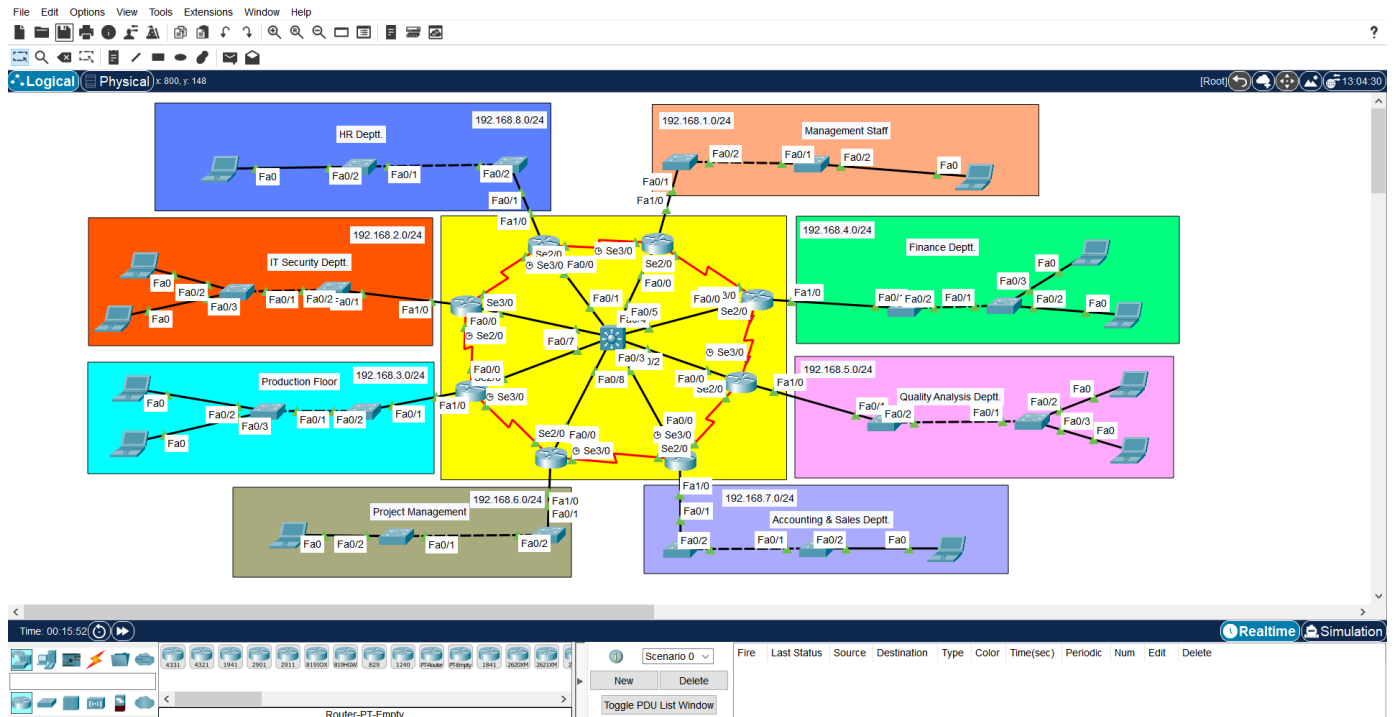 File Edit Options View Tools Extensions Window Help
?
Logical Physical x: 800, y: 148 [Root] 13:04:30
192.168.8.0/24
HR Deptt.
Fa0 Fa0/2 Fa0/1 Fa0/2
Fa0/1
Fa1/0
192.168.1.0/24
Management Staff
Fa0/2 Fa0/1 Fa0/2 Fa0
Fa0/1
Fa1/0
192.168.2.0/24
IT Security Deptt.
Fa0 Fa0/2 Fa0/1 Fa0/2 Fa0/1
Fa0 Fa0/3 Fa1/0
192.168.4.0/24
Finance Deptt.
Fa0
Fa0/3
Fa1/0 Fa0/2 Fa0/1 Fa0/2 Fa0
Se2/0 Se3/0
Se3/0 Fa0/0 Se2/0
Fa0/0
Se3/0 Fa0/1 Fa0/0
Fa0/5 Se2/0
Fa0/0
Se2/0 Fa0/7
Fa0/3 Se3/0
Fa0/0 Fa0/8 Fa0/0 Se2/0
Se3/0
Fa0/0
Se2/0 Fa0/0 Se3/0
Se3/0 Se2/0
192.168.3.0/24
Production Floor
Fa0 Fa0/2 Fa0/1 Fa0/2 Fa0/1 Fa1/0
Fa0 Fa0/3
192.168.5.0/24
Quality Analysis Deptt.
Fa1/0 Fa0/2 Fa0/1 Fa0/2 Fa0
Fa0/3 Fa0
192.168.6.0/24 Fa1/0
Project Management Fa0/1
Fa0 Fa0/2 Fa0/1 Fa0/2
Fa1/0
192.168.7.0/24
Fa0/1
Accounting & Sales Deptt.
Fa0/2 Fa0/1 Fa0/2 Fa0
Time: 00:15:52 Realtime Simulation
4331 4321 1941 2901 2911 819IOX 819HGW 829 1240 PT-Router PT-Empty 1841 2620XM 2621XM
Scenario 0
New Delete
Toggle PDU List Window
Fire Last Status Source Destination Type Color Time(sec) Periodic Num Edit Delete
Router-PT-Empty